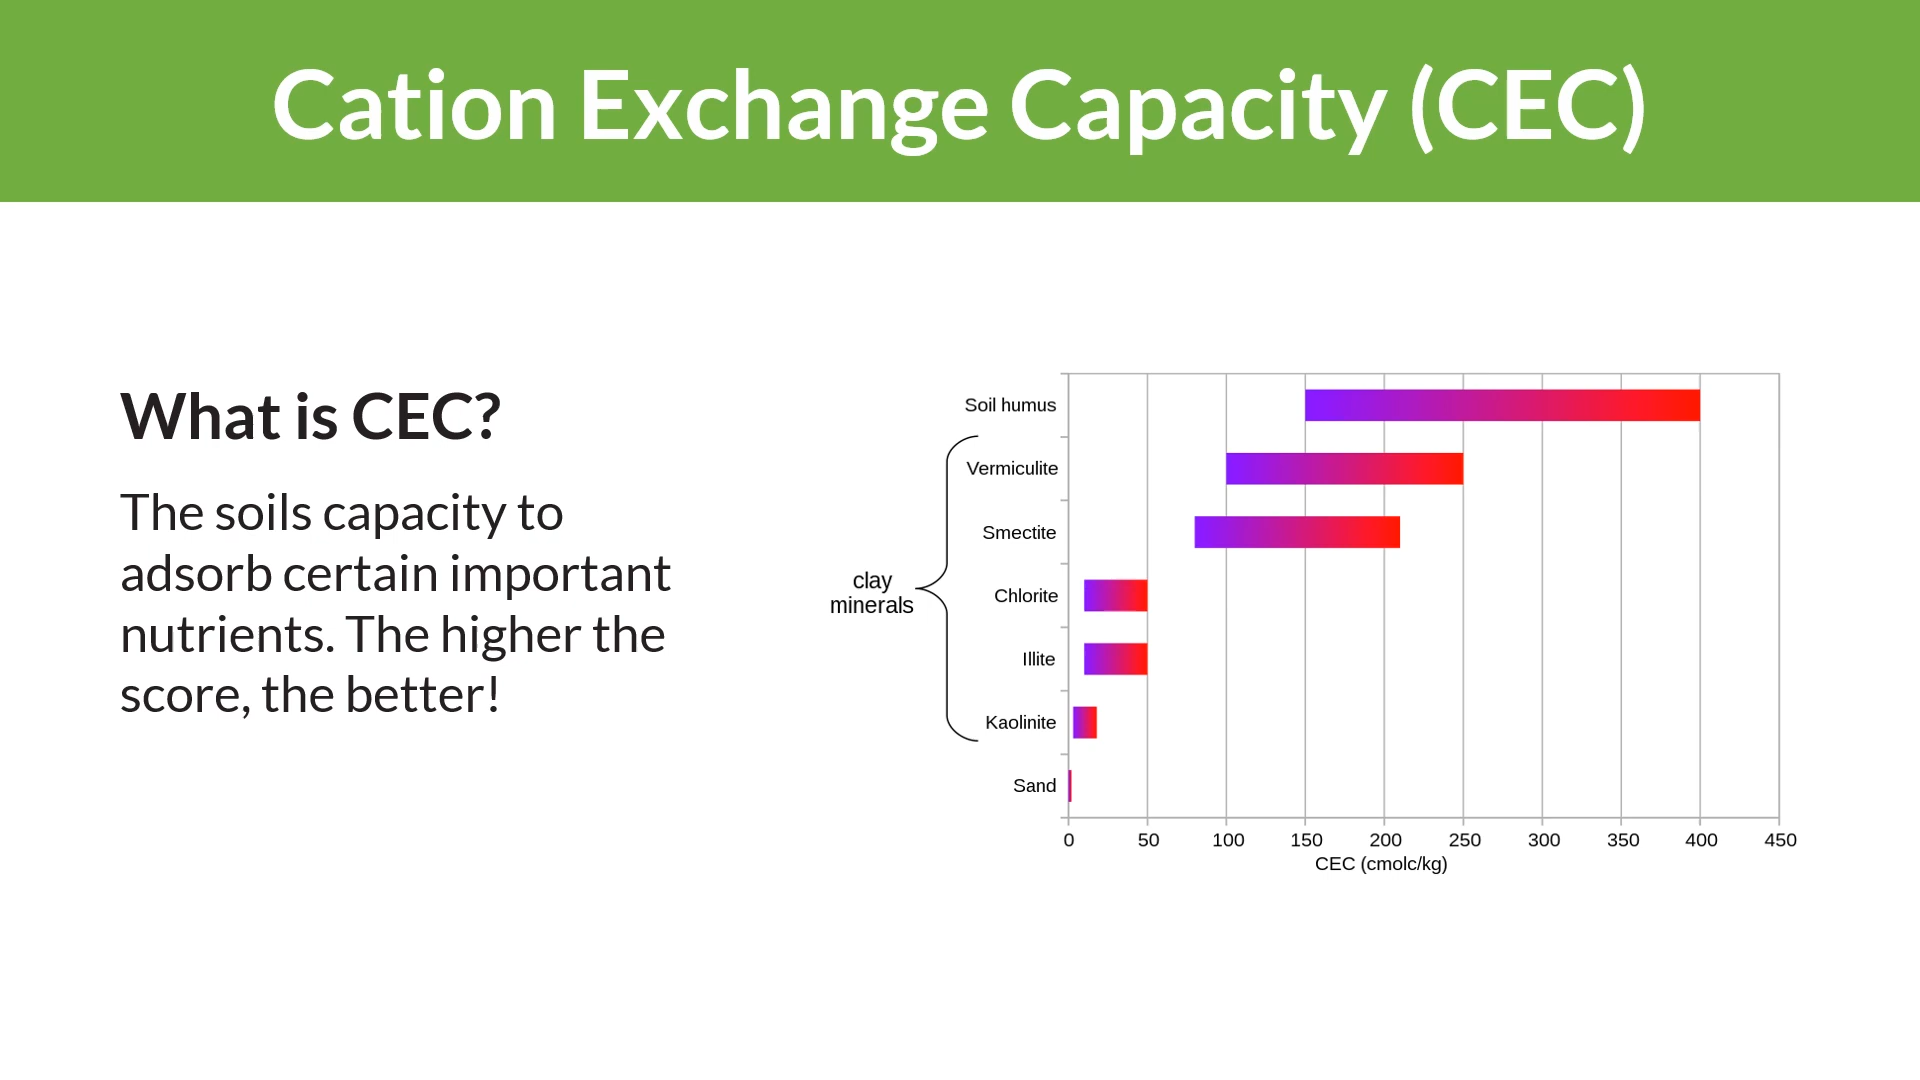 Cation Exchange Capacity (CEC)
What is CEC?
The soils capacity to
adsorb certain important
nutrients. The higher the
score, the better!
Soil humus
Vermiculite
Smectite
Chlorite
Illite
Kaolinite
Sand
clay
minerals
0 50 100 150 200 250 300 350 400 450
CEC (cmolc/kg)